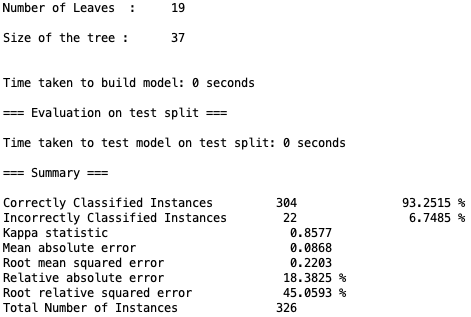 Number of Leaves  :     19
Size of the tree :      37
Time taken to build model: 0 seconds
=== Evaluation on test split ===
Time taken to test model on test split: 0 seconds
=== Summary ===
Correctly Classified Instances         304               93.2515 %
Incorrectly Classified Instances        22                6.7485 %
Kappa statistic                          0.8577
Mean absolute error                      0.0868
Root mean squared error                  0.2203
Relative absolute error                 18.3825 %
Root relative squared error             45.0593 %
Total Number of Instances              326